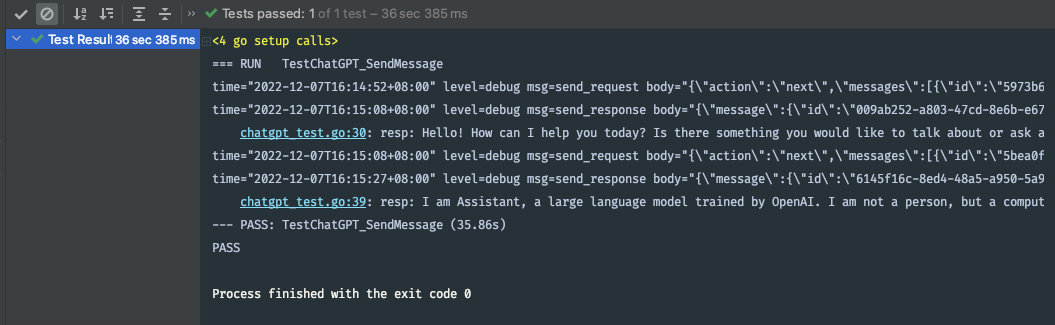 Tests passed: 1 of 1 test – 36 sec 385 ms
Test Resul 36 sec 385 ms
<4 go setup calls>
=== RUN   TestChatGPT_SendMessage
time="2022-12-07T16:14:52+08:00" level=debug msg=send_request body="{\"action\":\"next\",\"messages\":[{\"id\":\"5973b6
time="2022-12-07T16:15:08+08:00" level=debug msg=send_response body="{\"message\":{\"id\":\"009ab252-a803-47cd-8e6b-e67
chatgpt_test.go:30: resp: Hello! How can I help you today? Is there something you would like to talk about or ask a
time="2022-12-07T16:15:08+08:00" level=debug msg=send_request body="{\"action\":\"next\",\"messages\":[{\"id\":\"5bea0f
time="2022-12-07T16:15:27+08:00" level=debug msg=send_response body="{\"message\":{\"id\":\"6145f16c-8ed4-48a5-a950-5a9
chatgpt_test.go:39: resp: I am Assistant, a large language model trained by OpenAI. I am not a person, but a comput
--- PASS: TestChatGPT_SendMessage (35.86s)
PASS
Process finished with the exit code 0